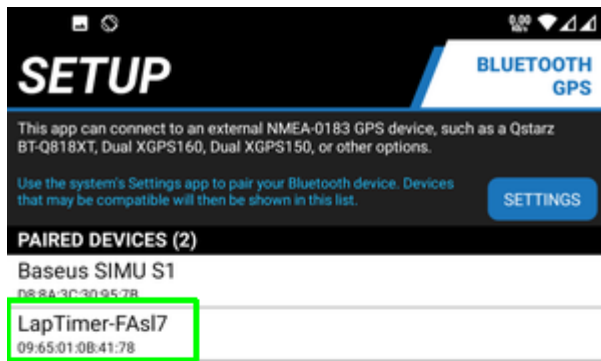 0,00
SETUP
BLUETOOTH
GPS
This app can connect to an external NMEA-0183 GPS device, such as a Qstarz
BT-Q818XT, Dual XGPS160, Dual XGPS150, or other options.
Use the system's Settings app to pair your Bluetooth device. Devices
that may be compatible will then be shown in this list.
SETTINGS
PAIRED DEVICES (2)
Baseus SIMU S1
D8:8A:3C:30:95:7B
LapTimer-FAsl7
09:65:01:0B:41:78